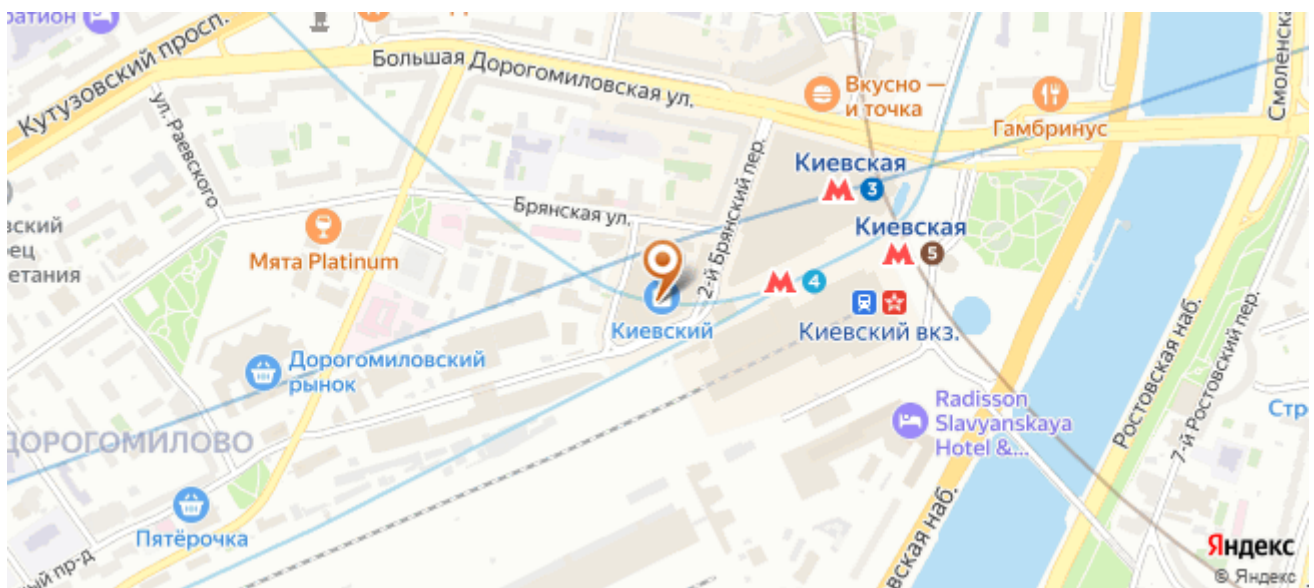 ратион
Кутузовский просп.
Большая Дорогомиловская ул.
Вкусно —
и точка
Гамбринус
Смоленска
ул. Раевского
Киевская
3
Брянская ул.
2-й Брянский пер.
Киевская
5
вский
ец
етания
Мята Platinum
4
Киевский
Киевский вкз.
Дорогомиловский
рынок
Radisson
Slavyanskaya
Hotel &...
Ростовская наб.
7-й Ростовский пер.
Стр
ДОРОГОМИЛОВО
Пятёрочка
ный пр-д
вская наб.
Яндекс
© Яндекс